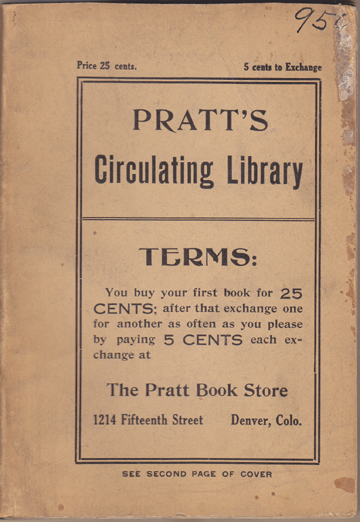 95
Price 25 cents. 5 cents to Exchange
PRATT'S
Circulating Library
TERMS:
You buy your first book for 25
CENTS; after that exchange one
for another as often as you please
by paying 5 CENTS each ex-
change at
The Pratt Book Store
1214 Fifteenth Street Denver, Colo.
SEE SECOND PAGE OF COVER